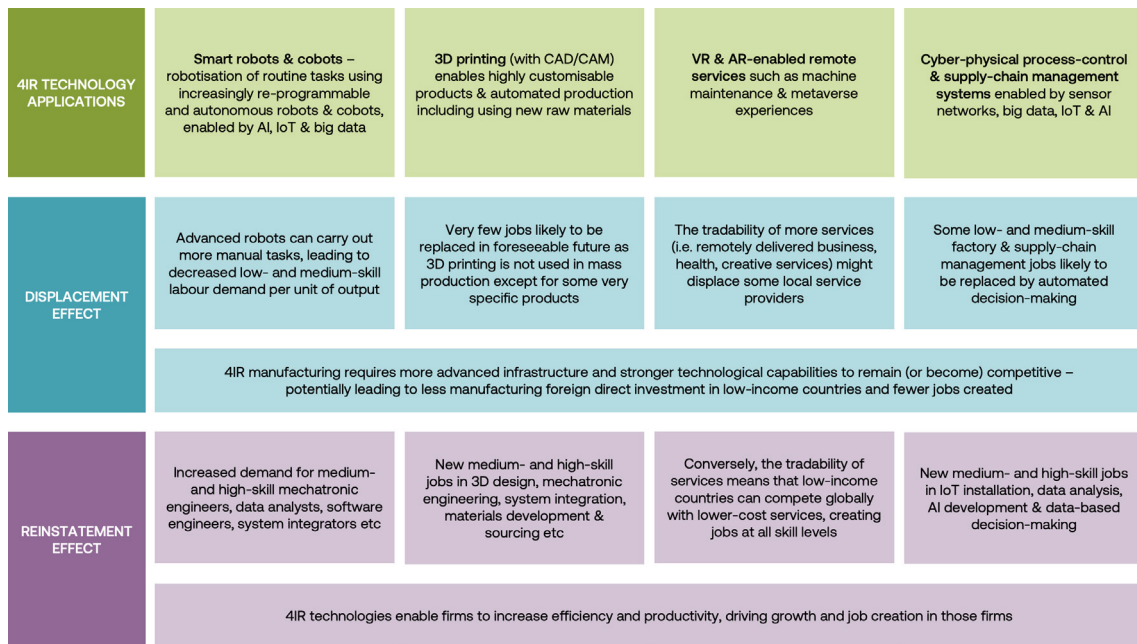 4IR TECHNOLOGY
APPLICATIONS
Smart robots & cobots –
robotisation of routine tasks using
increasingly re-programmable
and autonomous robots & cobots,
enabled by AI, IoT & big data
3D printing (with CAD/CAM)
enables highly customisable
products & automated production
including using new raw materials
VR & AR-enabled remote
services such as machine
maintenance & metaverse
experiences
Cyber-physical process-control
& supply-chain management
systems enabled by sensor
networks, big data, IoT & AI
DISPLACEMENT
EFFECT
Advanced robots can carry out
more manual tasks, leading to
decreased low- and medium-skill
labour demand per unit of output
Very few jobs likely to be
replaced in foreseeable future as
3D printing is not used in mass
production except for some very
specific products
The tradability of more services
(i.e. remotely delivered business,
health, creative services) might
displace some local service
providers
Some low- and medium-skill
factory & supply-chain
management jobs likely to
be replaced by automated
decision-making
4IR manufacturing requires more advanced infrastructure and stronger technological capabilities to remain (or become) competitive –
potentially leading to less manufacturing foreign direct investment in low-income countries and fewer jobs created
REINSTATEMENT
EFFECT
Increased demand for medium-
and high-skill mechatronic
engineers, data analysts, software
engineers, system integrators etc
New medium- and high-skill
jobs in 3D design, mechatronic
engineering, system integration,
materials development &
sourcing etc
Conversely, the tradability of
services means that low-income
countries can compete globally
with lower-cost services, creating
jobs at all skill levels
New medium- and high-skill jobs
in IoT installation, data analysis,
AI development & data-based
decision-making
4IR technologies enable firms to increase efficiency and productivity, driving growth and job creation in those firms